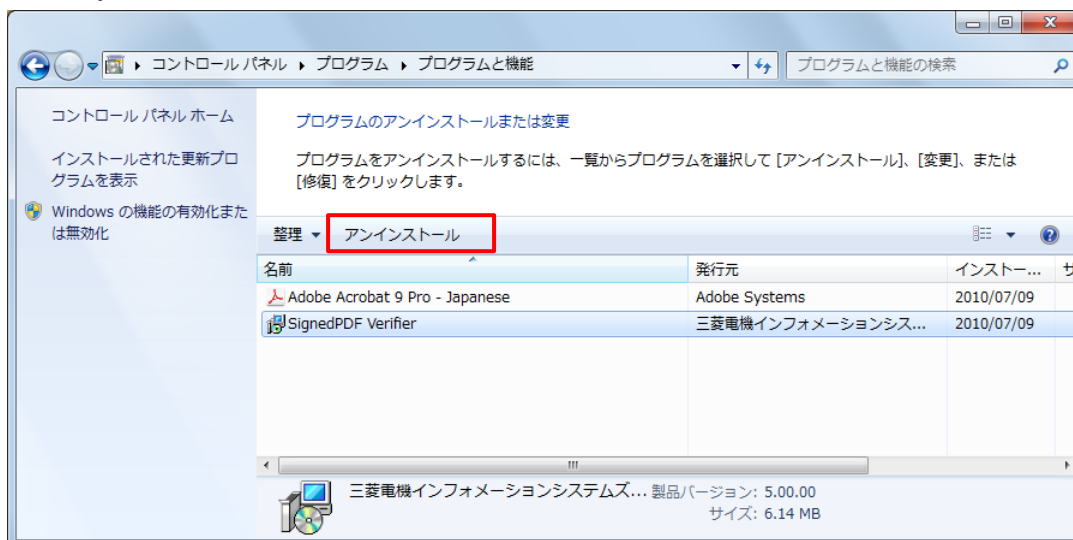 コントロール パネル ▸ プログラム ▸ プログラムと機能
プログラムと機能の検索
コントロール パネル ホーム
インストールされた更新プロ
グラムを表示
Windows の機能の有効化また
は無効化
プログラムのアンインストールまたは変更
プログラムをアンインストールするには、一覧からプログラムを選択して [アンインストール]、[変更]、または
[修復] をクリックします。
整理 アンインストール
名前 発行元 インストー... サ
Adobe Acrobat 9 Pro - Japanese Adobe Systems 2010/07/09
SignedPDF Verifier 三菱電機インフォメーションシス... 2010/07/09
三菱電機インフォメーションシステムズ... 製品バージョン: 5.00.00
サイズ: 6.14 MB